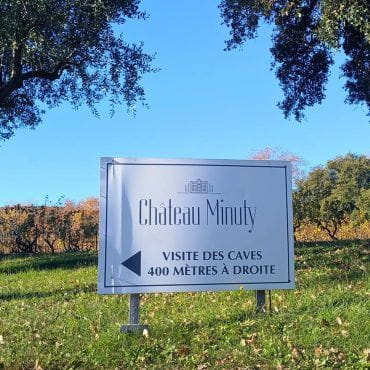 Château Minuty
VISITE DES CAVES
400 MÈTRES À DROITE